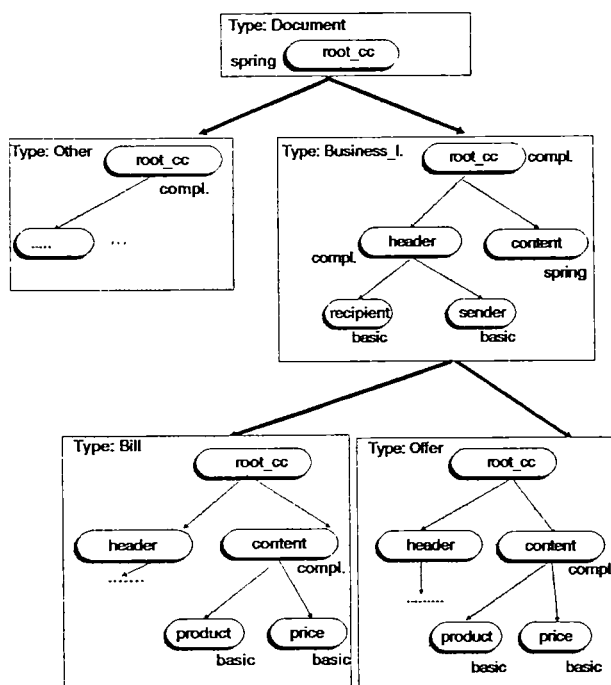 Type: Document
root_cc
spring
Type: Other
root_cc
compl.
.....
...
Type: Business_l.
root_cc compl.
header
content
compl.
spring
recipient
sender
basic
basic
Type: Bill
root_cc
header
content
compl.
product
price
basic
basic
Type: Offer
root_cc
header
content
compl
product
price
basic
basic